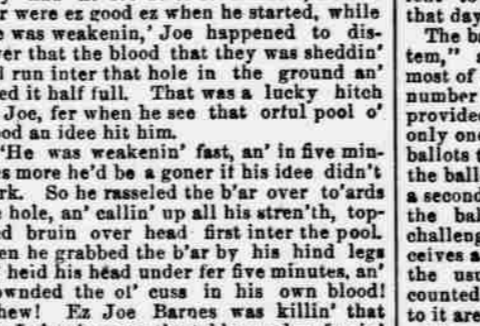 r were ez good ez when he started, while
was weakenin,' Joe happened to dis-
ver that the blood that they was sheddin'
run inter that hole in the ground an'
ed it half full. That was a lucky hitch
Joe, fer when he see that orful pool o'
ood an idee hit him.
"He was weakenin' fast, an' in five min-
s more he'd be a goner if his idee didn't
rk. So he rasseled the b'ar over to'ards
hole, an' callin' up all his stren'th, top-
ed bruin over head first inter the pool.
en he grabbed the b'ar by his hind legs
heid his head under fer five minutes, an'
ownded the ol' cuss in his own blood!
hew! Ez Joe Barnes was killin' that
that day
The ba
tem,"
most of
number
provided
only one
ballots t
the ball
a second
the bal
challeng
ceives a
the usu
counted
to it are